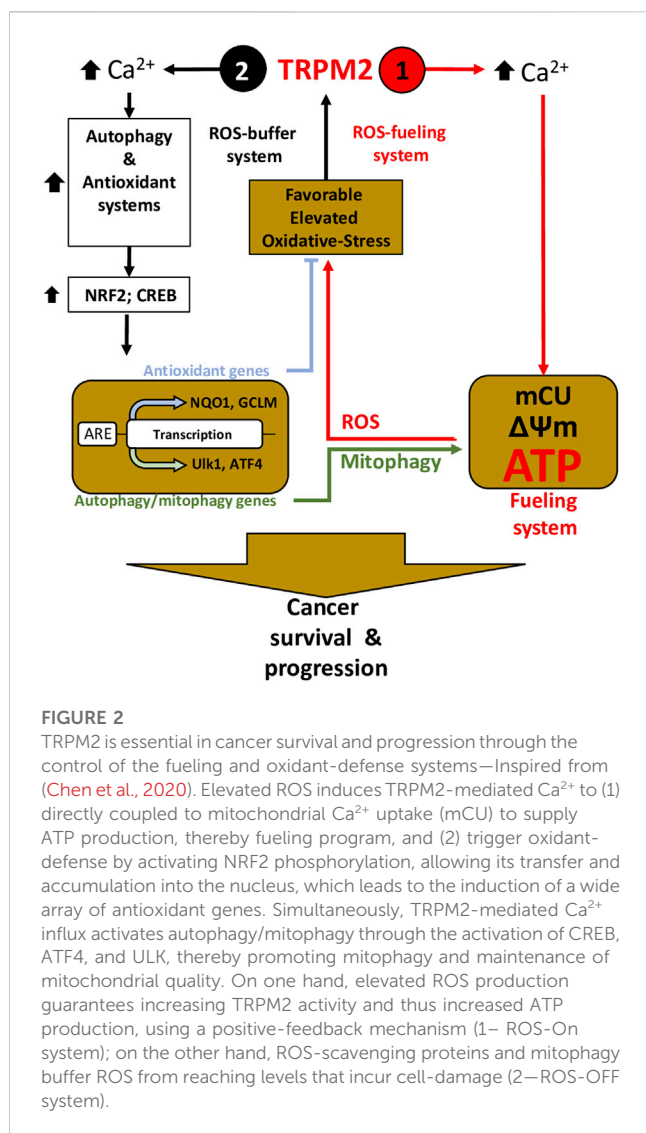 Ca2+
2
TRPM2
1
Ca2+
ROS-buffer
system
ROS-fueling
system
Autophagy
&
Antioxidant
systems
Favorable
Elevated
Oxidative-Stress
NRF2; CREB
Antioxidant genes
NQO1, GCLM
ARE
Transcription
Ulk1, ATF4
Autophagy/mitophagy genes
ROS
Mitophagy
mCU
ΔΨm
ATP
Fueling
system
Cancer
survival &
progression
FIGURE 2
TRPM2 is essential in cancer survival and progression through the
control of the fueling and oxidant-defense systems—Inspired from
(Chen et al., 2020). Elevated ROS induces TRPM2-mediated Ca2+ to (1)
directly coupled to mitochondrial Ca2+ uptake (mCU) to supply
ATP production, thereby fueling program, and (2) trigger oxidant-
defense by activating NRF2 phosphorylation, allowing its transfer and
accumulation into the nucleus, which leads to the induction of a wide
array of antioxidant genes. Simultaneously, TRPM2-mediated Ca2+
influx activates autophagy/mitophagy through the activation of CREB,
ATF4, and ULK, thereby promoting mitophagy and maintenance of
mitochondrial quality. On one hand, elevated ROS production
guarantees increasing TRPM2 activity and thus increased ATP
production, using a positive-feedback mechanism (1– ROS-On
system); on the other hand, ROS-scavenging proteins and mitophagy
buffer ROS from reaching levels that incur cell-damage (2—ROS-OFF
system).